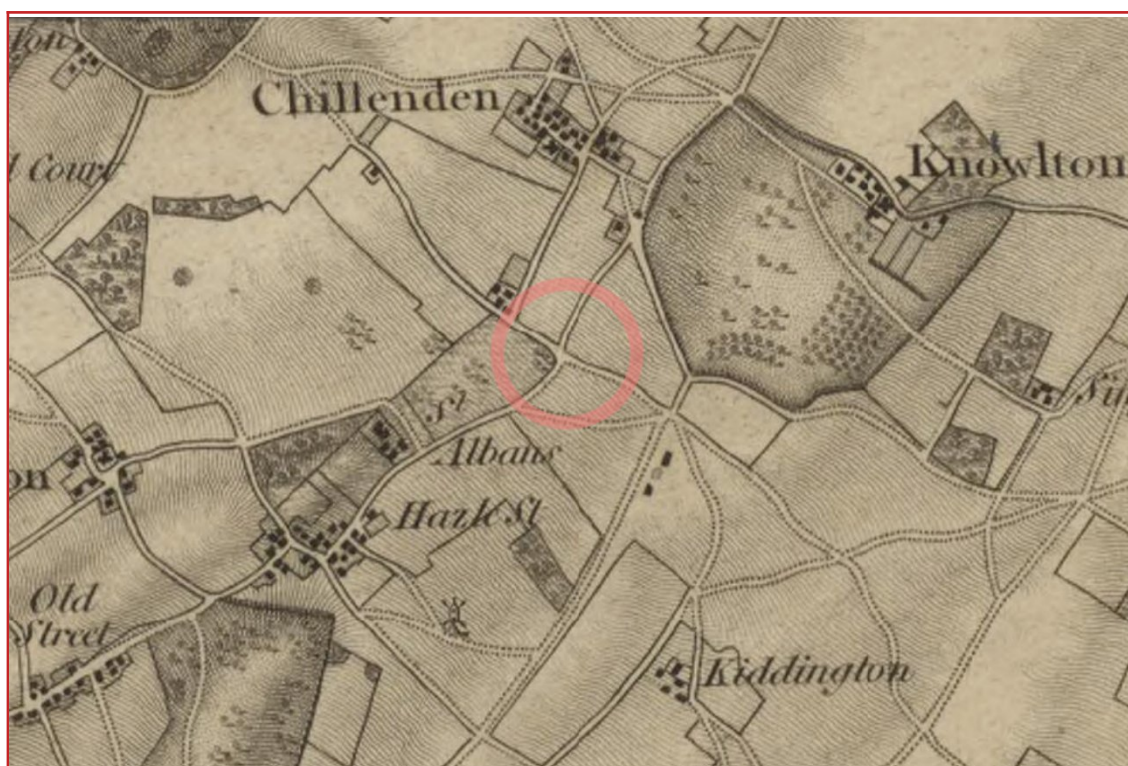 Chillenden
Knowlton
Court
St
Albans
Hazle St
Old
Street
Kiddington